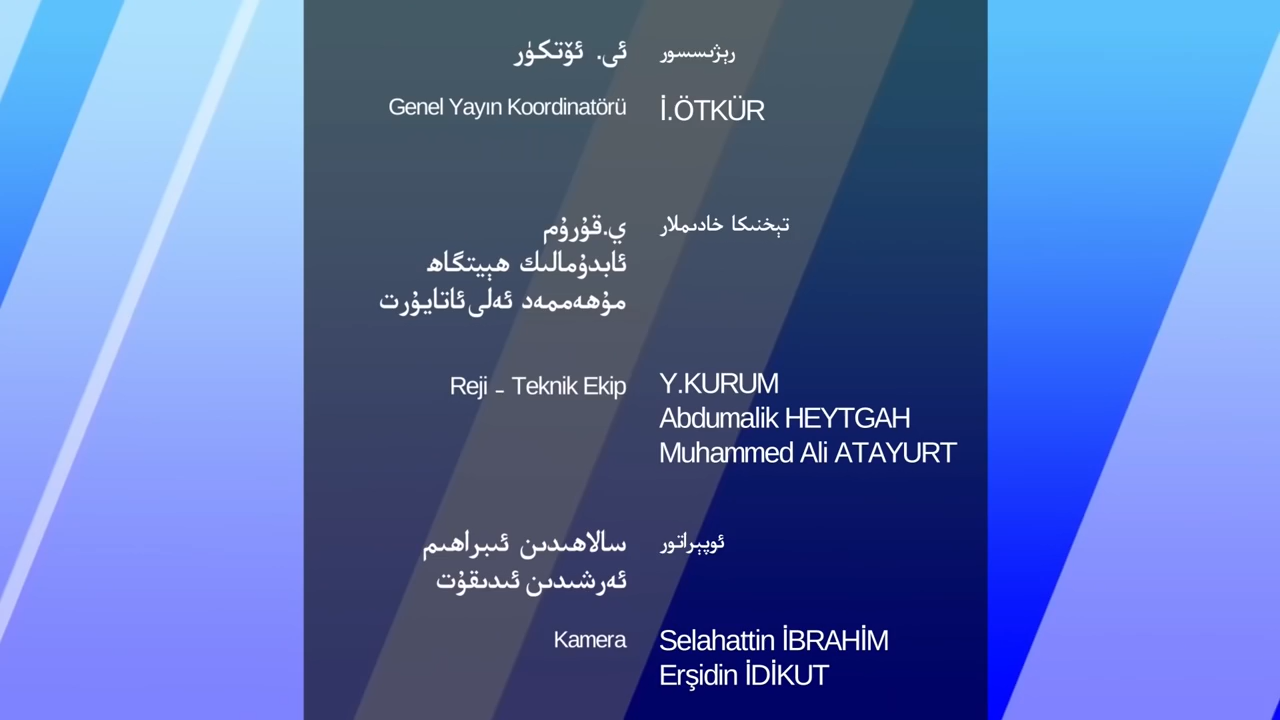 رېژىسسور ئى. ئۆتكۈر
Genel Yayın Koordinatörü İ.ÖTKÜR
تېخنىكا خادىملار ي.قۇرۇم
ئابدۇمالىك ھېيتگاھ
مۇھەممەد ئەلى ئاتايۇرت
Reji - Teknik Ekip Y.KURUM
Abdumalik HEYTGAH
Muhammed Ali ATAYURT
ئوپېراتور سالاھىدىن ئىبراھىم
ئەرشىدىن ئىدىقۇت
Kamera Selahattin İBRAHİM
Erşidin İDİKUT